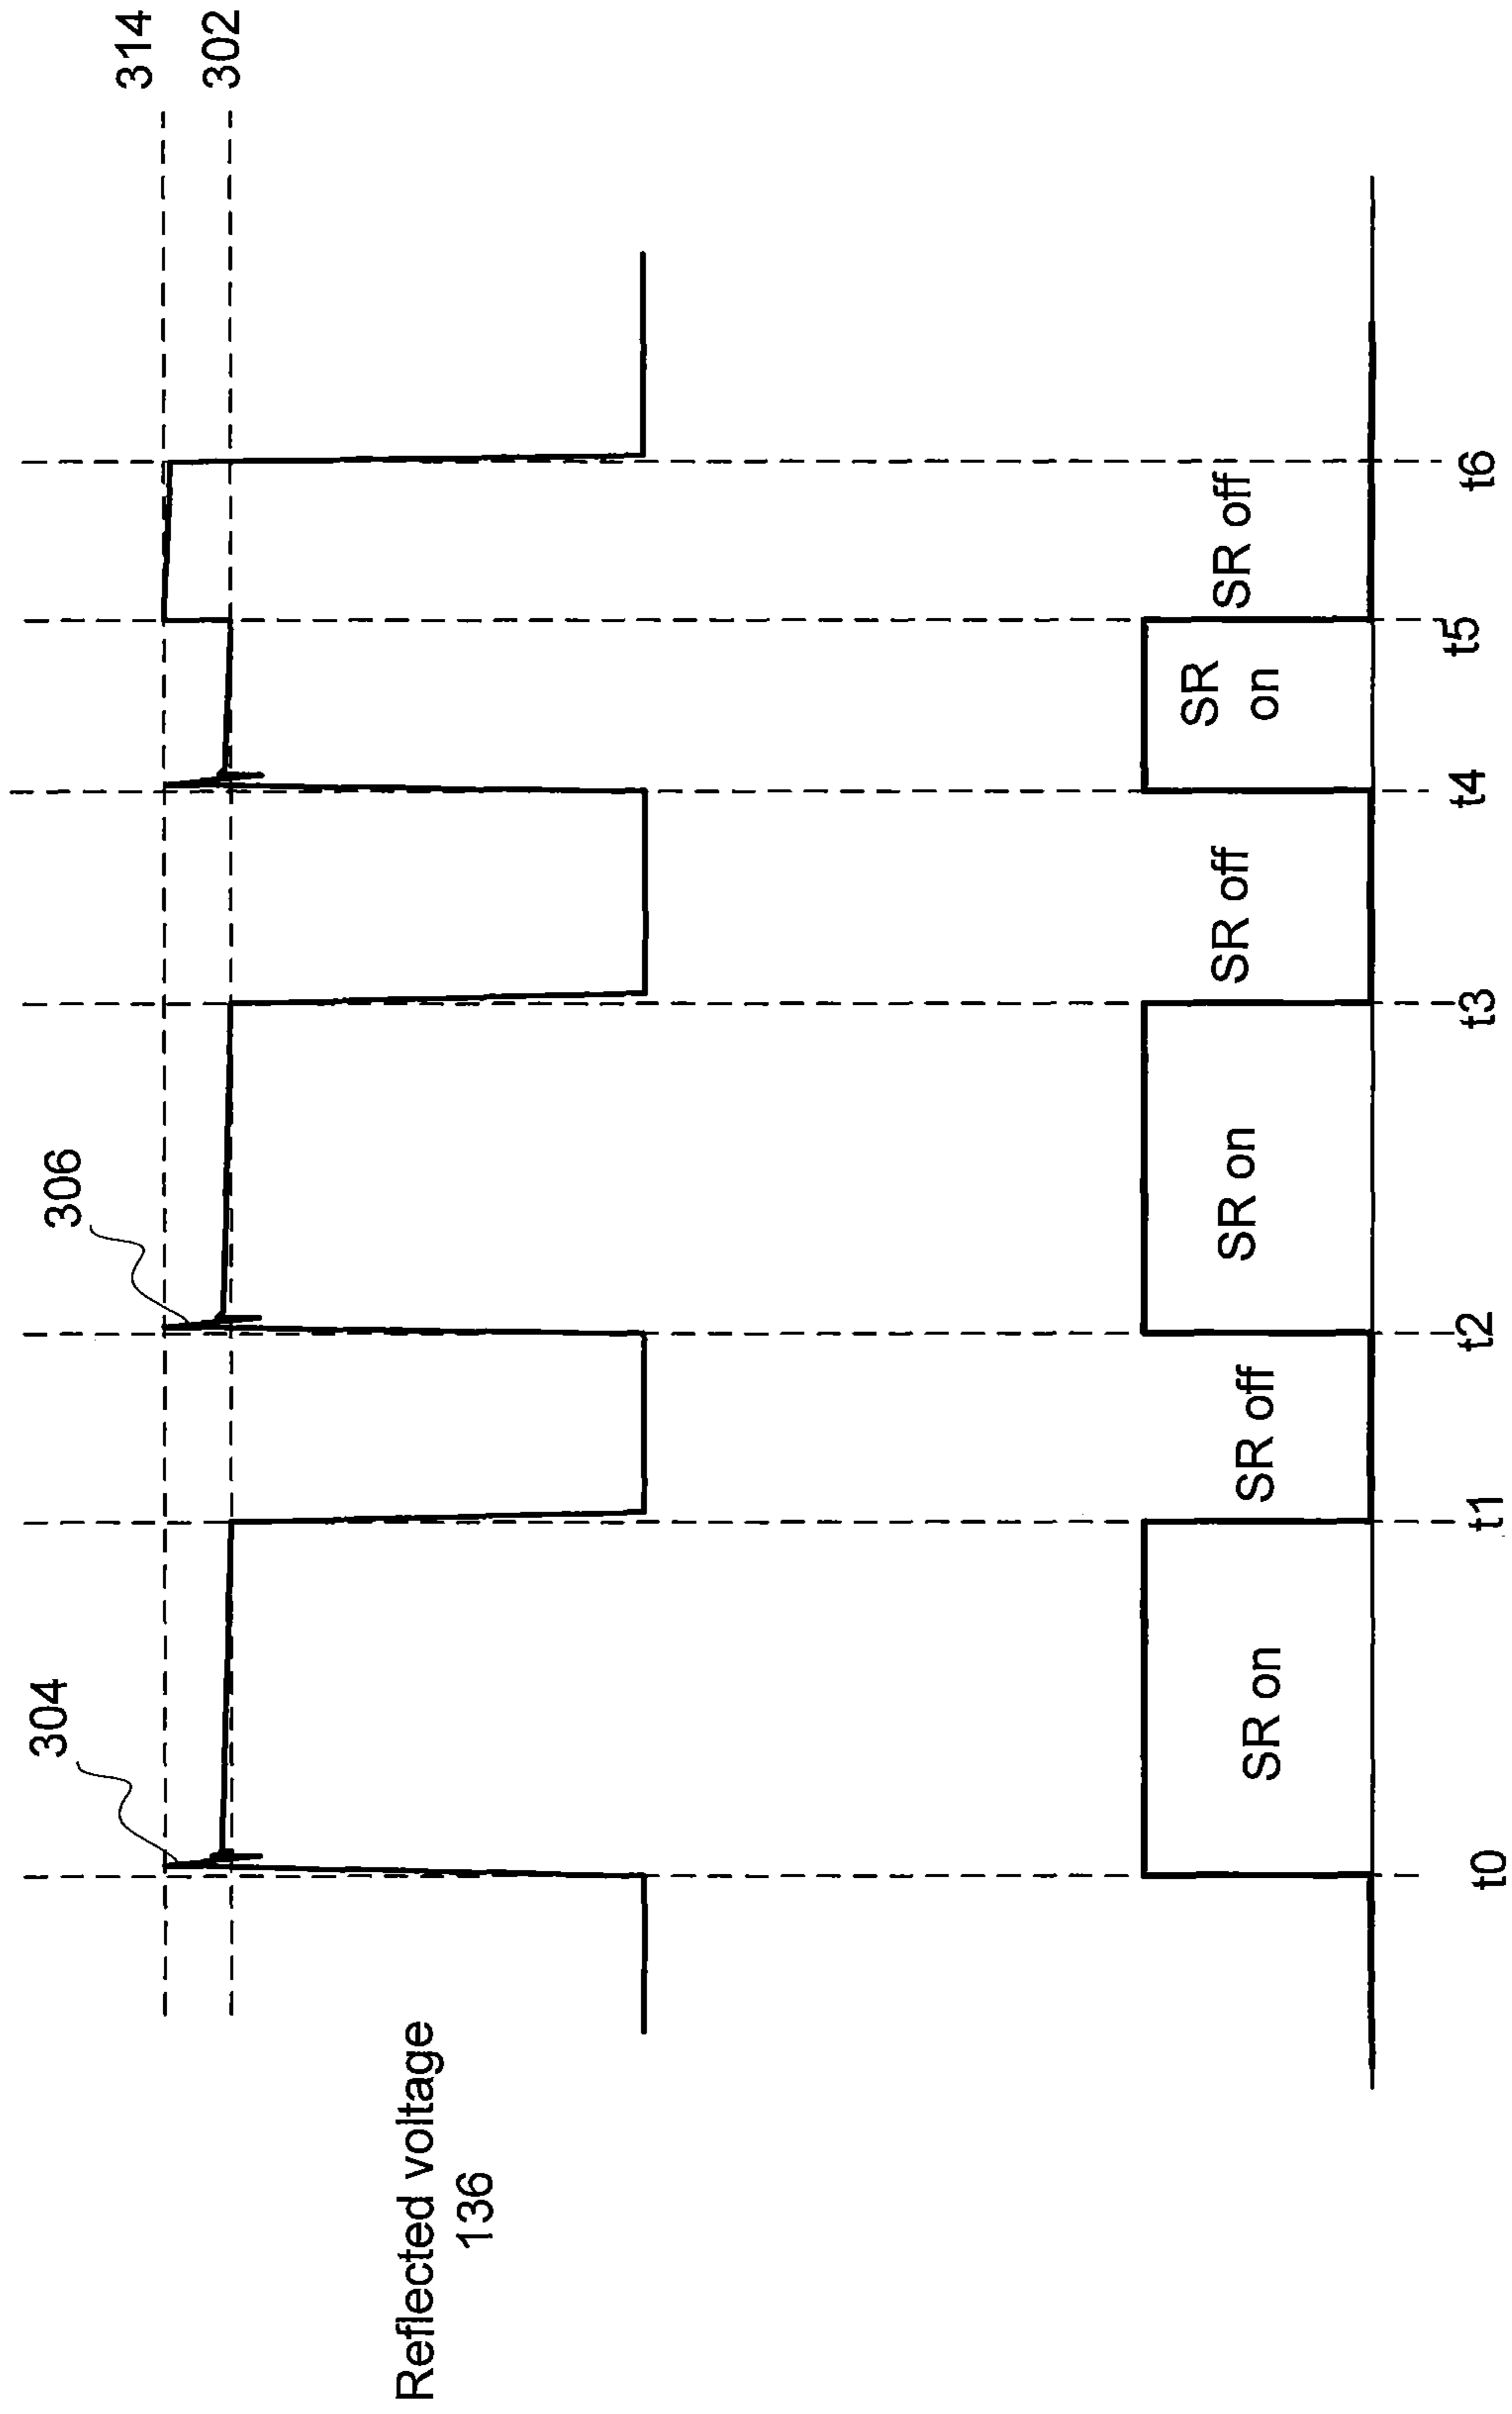 314
302
304
306
Reflected voltage
136
SR on
SR off
SR on
SR off
SR
on
SR off
t0
t1
t2
t3
t4
t5
t6